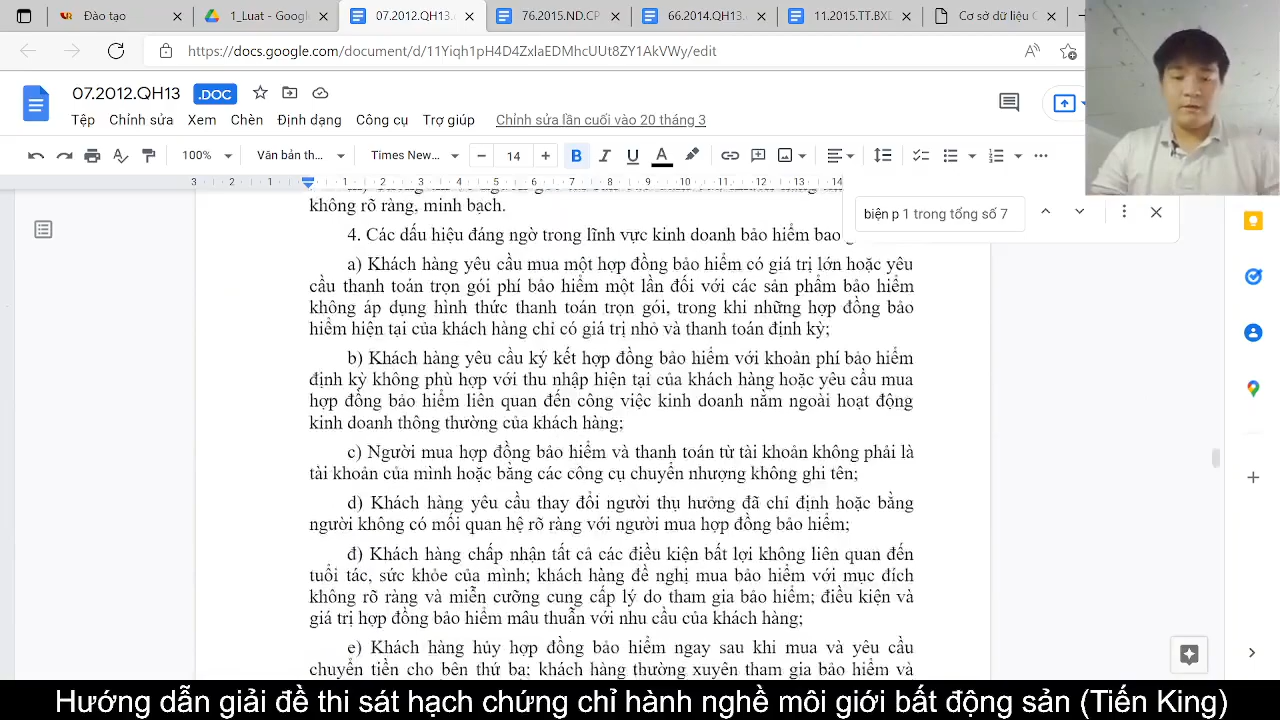 Đào tạo
1_Luat - Google
07.2012.QH13.c
76.2015.ND.CP
66.2014.QH13.c
11.2015.TT.BXD
Cơ sở dữ liệu C
https://docs.google.com/document/d/11Yiqh1pH4D4ZxlaEDMhcUUt8ZY1AkVWy/edit
07.2012.QH13 .DOC
Tệp Chỉnh sửa Xem Chèn Định dạng Công cụ Trợ giúp Chỉnh sửa lần cuối vào 20 tháng 3
100% Văn bản th... Times New... 14 B I U A
3 2 1 1 2 3 4 5 6 7 8 9 10 11 12 13 14
biện p 1 trong tổng số 7
không rõ ràng, minh bạch.
4. Các dấu hiệu đáng ngờ trong lĩnh vực kinh doanh bảo hiểm bao
a) Khách hàng yêu cầu mua một hợp đồng bảo hiểm có giá trị lớn hoặc yêu
cầu thanh toán trọn gói phí bảo hiểm một lần đối với các sản phẩm bảo hiểm
không áp dụng hình thức thanh toán trọn gói, trong khi những hợp đồng bảo
hiểm hiện tại của khách hàng chỉ có giá trị nhỏ và thanh toán định kỳ;
b) Khách hàng yêu cầu ký kết hợp đồng bảo hiểm với khoản phí bảo hiểm
định kỳ không phù hợp với thu nhập hiện tại của khách hàng hoặc yêu cầu mua
hợp đồng bảo hiểm liên quan đến công việc kinh doanh nằm ngoài hoạt động
kinh doanh thông thường của khách hàng;
c) Người mua hợp đồng bảo hiểm và thanh toán từ tài khoản không phải là
tài khoản của mình hoặc bằng các công cụ chuyển nhượng không ghi tên;
d) Khách hàng yêu cầu thay đổi người thụ hưởng đã chỉ định hoặc bằng
người không có mối quan hệ rõ ràng với người mua hợp đồng bảo hiểm;
đ) Khách hàng chấp nhận tất cả các điều kiện bất lợi không liên quan đến
tuổi tác, sức khỏe của mình; khách hàng đề nghị mua bảo hiểm với mục đích
không rõ ràng và miễn cưỡng cung cấp lý do tham gia bảo hiểm; điều kiện và
giá trị hợp đồng bảo hiểm mâu thuẫn với nhu cầu của khách hàng;
e) Khách hàng hủy hợp đồng bảo hiểm ngay sau khi mua và yêu cầu
chuyển tiền cho bên thứ ba; khách hàng thường xuyên tham gia bảo hiểm và
Hướng dẫn giải đề thi sát hạch chứng chỉ hành nghề môi giới bất động sản (Tiến King)